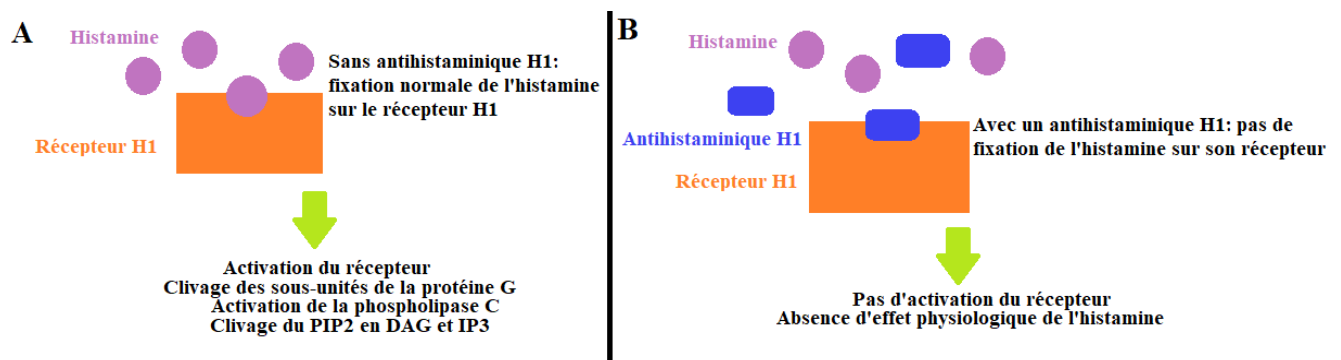 A
Histamine
Sans antihistaminique H1:
fixation normale de l'histamine
sur le récepteur H1
Récepteur H1
Activation du récepteur
Clivage des sous-unités de la protéine G
Activation de la phospholipase C
Clivage du PIP2 en DAG et IP3
B
Histamine
Antihistaminique H1
Avec un antihistaminique H1: pas de
fixation de l'histamine sur son récepteur
Récepteur H1
Pas d'activation du récepteur
Absence d'effet physiologique de l'histamine